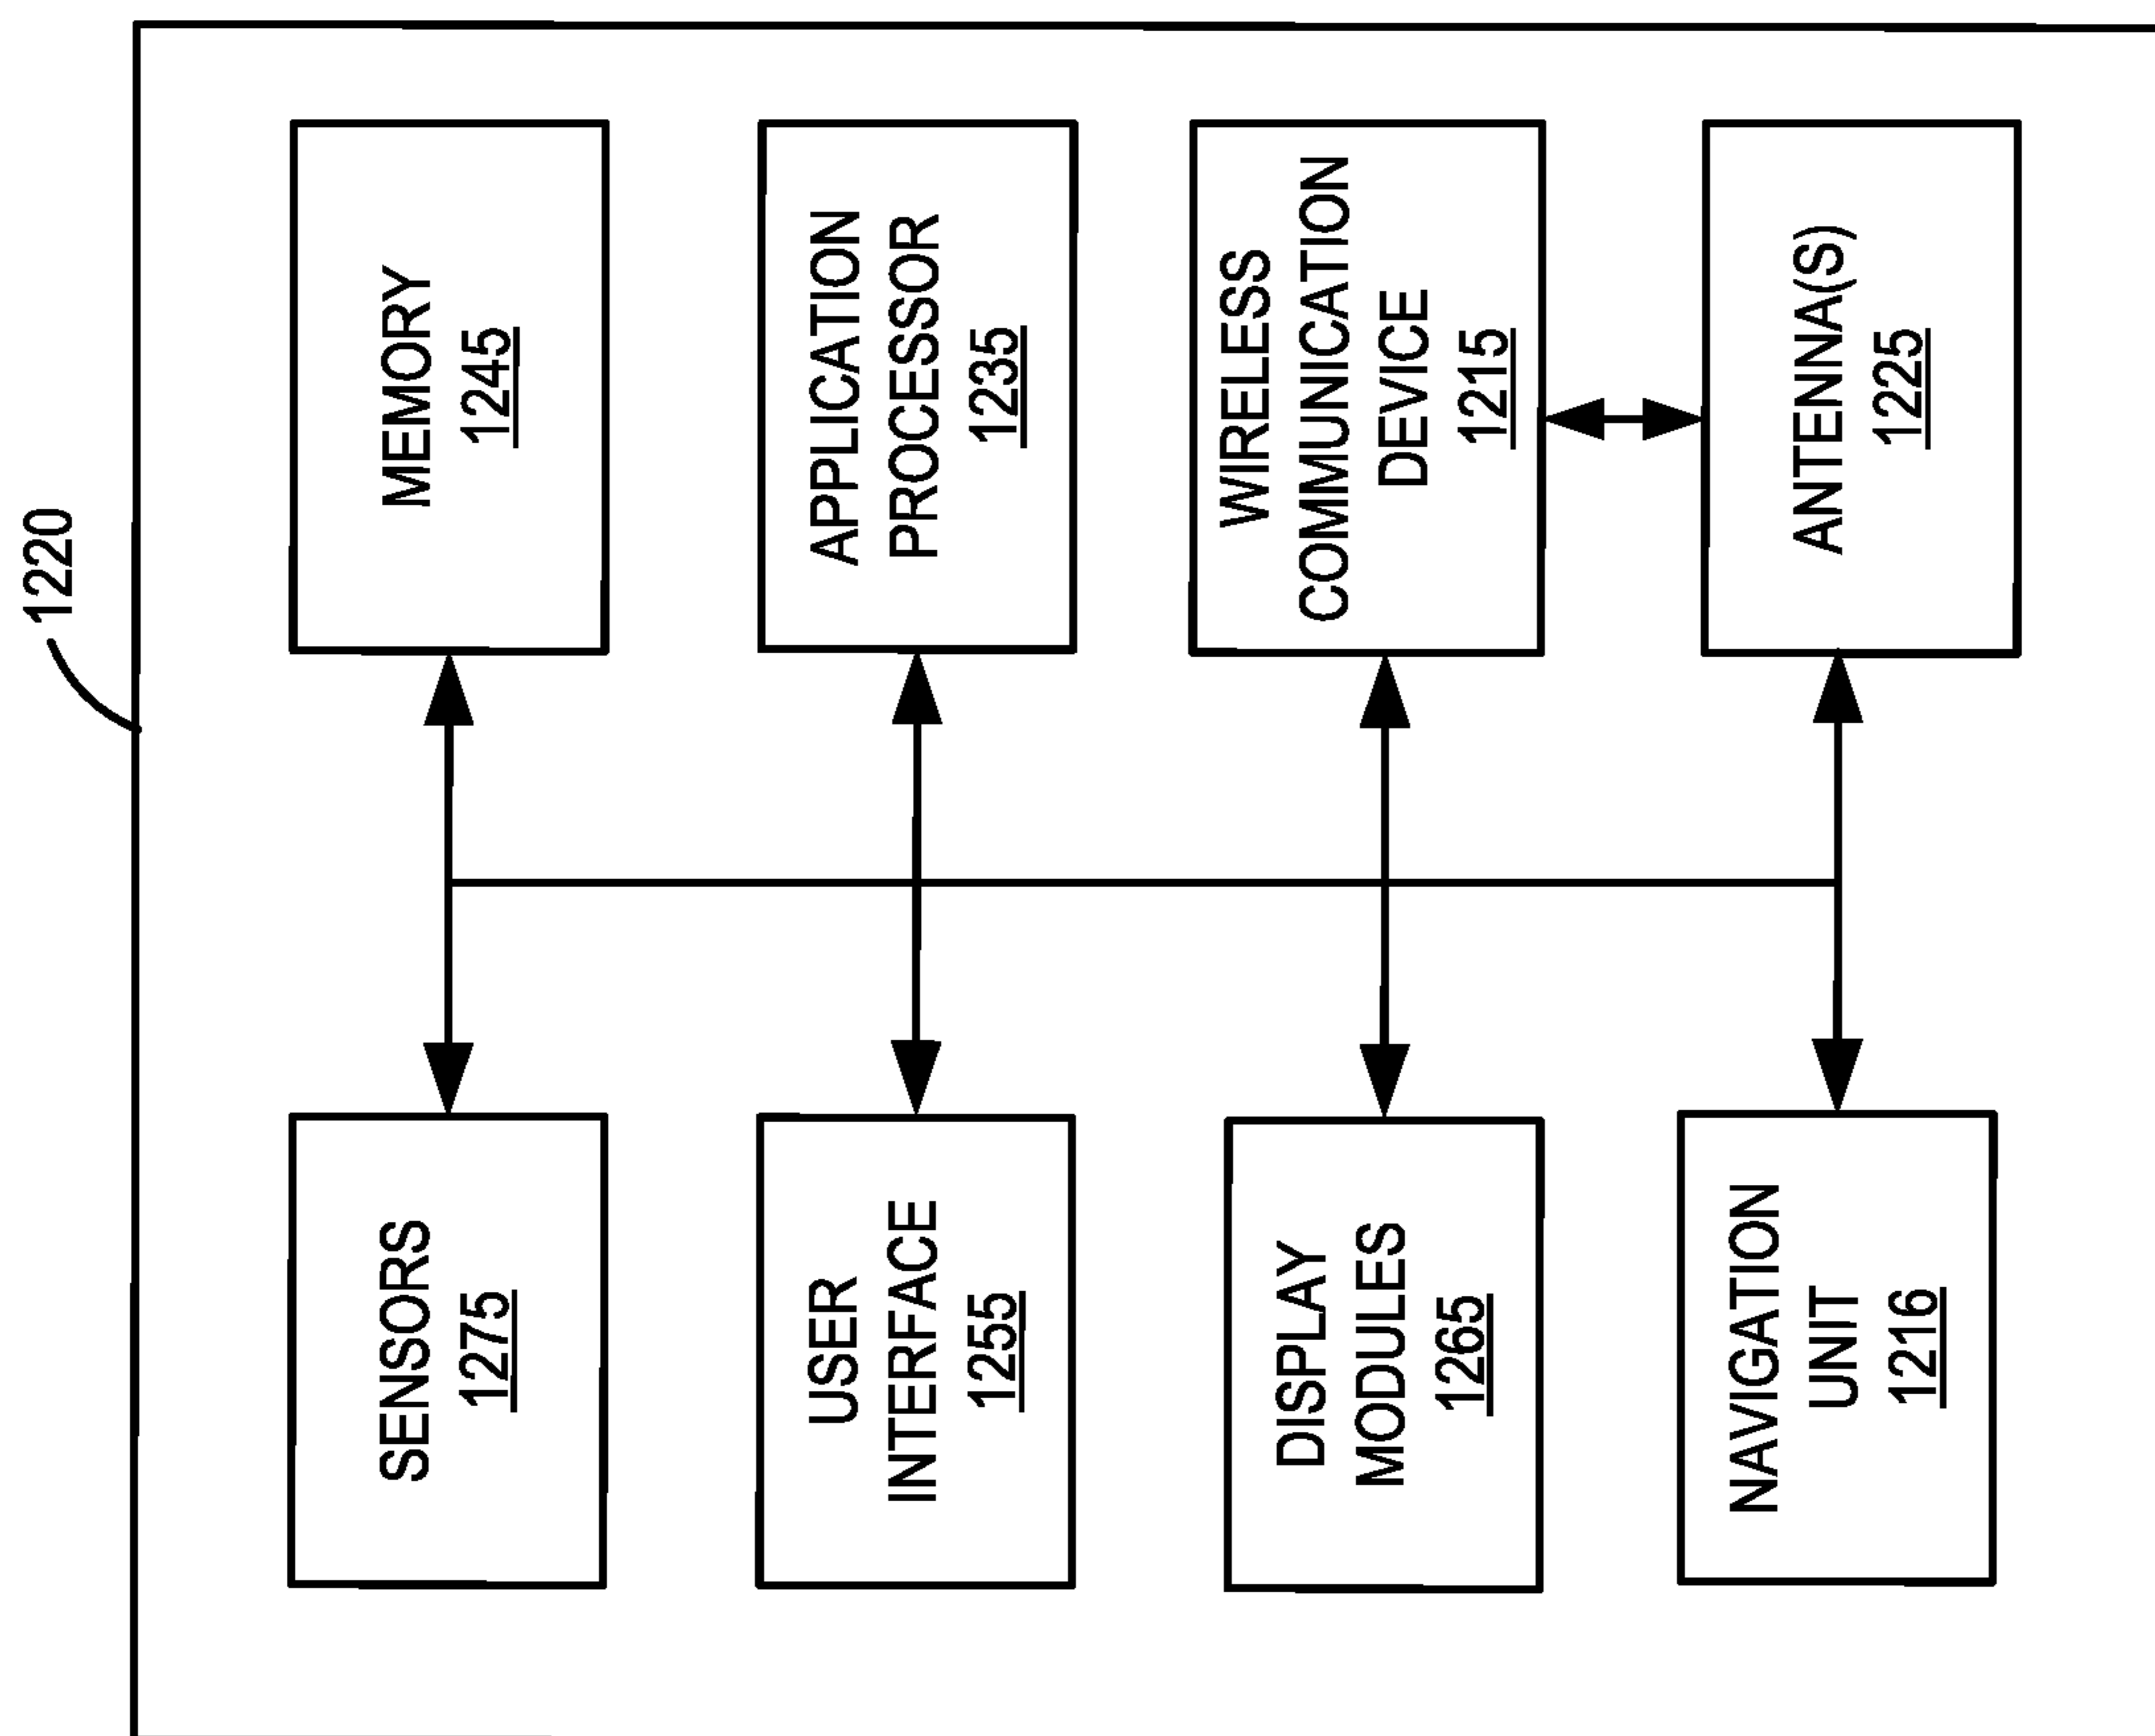 1220
MEMORY
1245
APPLICATION
PROCESSOR
1235
WIRELESS
COMMUNICATION
DEVICE
1215
ANTENNA(S)
1225
SENSORS
1275
USER
INTERFACE
1255
DISPLAY
MODULES
1265
NAVIGATION
UNIT
1216